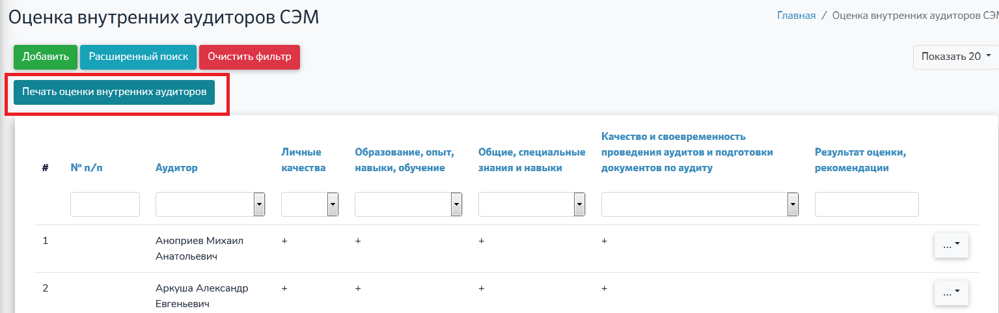 Оценка внутренних аудиторов СЭМ
Главная / Оценка внутренних аудиторов СЭМ
Добавить Расширенный поиск Очистить фильтр
Показать 20
Печать оценки внутренних аудиторов
# № п/п Аудитор
Личные
качества
Образование, опыт,
навыки, обучение
Общие, специальные
знания и навыки
Качество и своевременность
проведения аудитов и подготовки
документов по аудиту
Результат оценки,
рекомендации
1 Аноприев Михаил + + + + ...
Анатольевич
2 Аркуша Александр + + + + ...
Евгеньевич